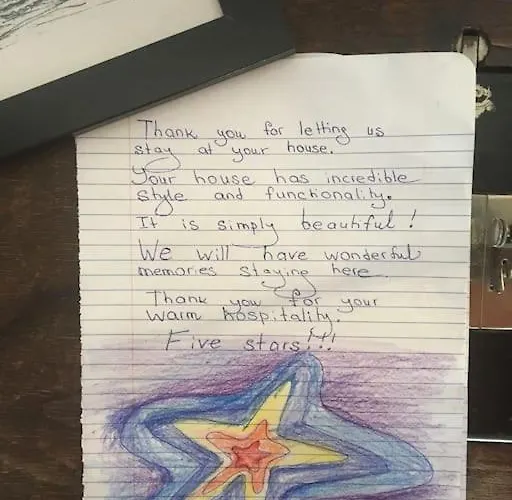 Thank you for letting us
stay at your house.
Your house has incredible
style and functionality.
It is simply beautiful!
We will have wonderful
memories staying here.
Thank you for your
warm hospitality.
Five stars!!!